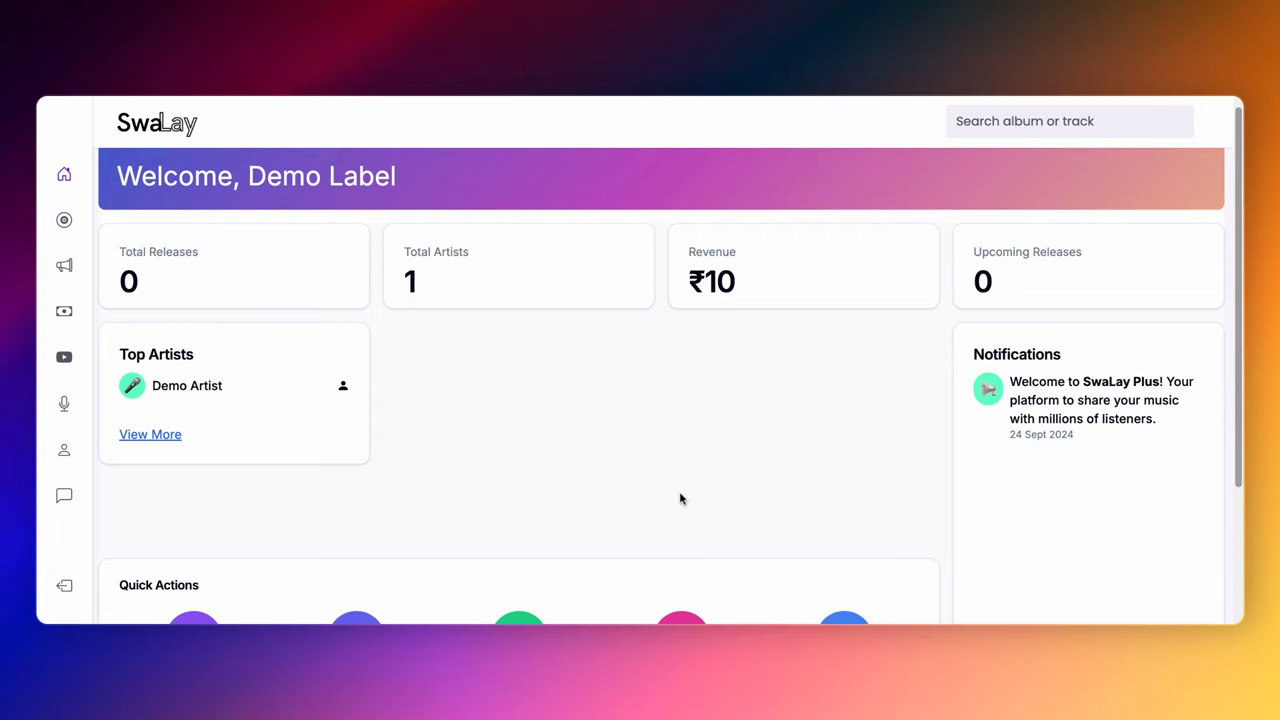 SwaLay
Search album or track
Welcome, Demo Label
Total Releases
0
Total Artists
1
Revenue
₹10
Upcoming Releases
0
Top Artists
Demo Artist
View More
Notifications
Welcome to SwaLay Plus! Your
platform to share your music
with millions of listeners.
24 Sept 2024
Quick Actions